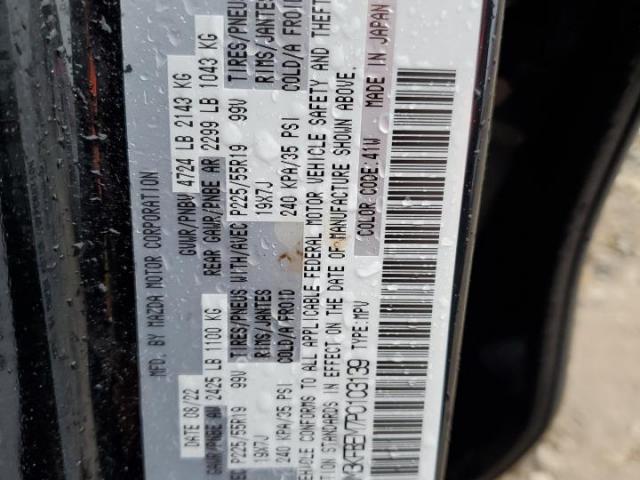 MFD. BY MAZDA MOTOR CORPORATION
DATE 08/22 GVWR/PNBV 4724 LB 2143 KG
GAWR/PNBE AV 2425 LB 1100 KG REAR GAWR/PNBE AR 2299 LB 1043 KG
P225/55R19 99V TIRES/PNEUS WITH/AVEC P225/55R19 99V TIRES/PNEU
19X7J RIMS/JANTES 19X7J RIMS/JANTES
240 KPA/35 PSI COLD/A FROID 240 KPA/35 PSI COLD/A FROID
VEHICLE CONFORMS TO ALL APPLICABLE FEDERAL MOTOR VEHICLE SAFETY AND THEFT
STANDARDS IN EFFECT ON THE DATE OF MANUFACTURE SHOWN ABOVE.
M3KFBEM7P0103139 TYPE: MPV COLOR CODE:41W MADE IN JAPAN